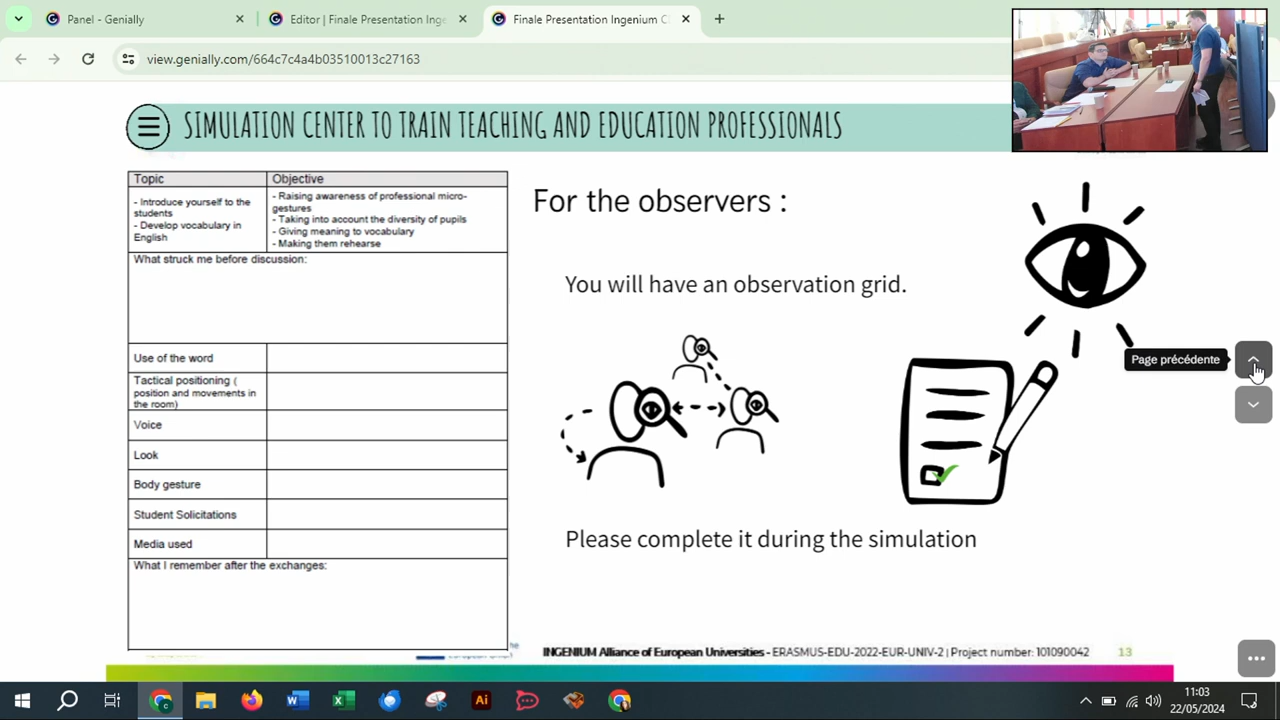 Panel - Genially
Editor | Finale Presentation Inge
Finale Presentation Ingenium C
view.genially.com/664c7c4a4b03510013c27163
SIMULATION CENTER TO TRAIN TEACHING AND EDUCATION PROFESSIONALS
Topic
Objective
- Introduce yourself to the
students
- Develop vocabulary in
English
- Raising awareness of professional micro-
gestures
- Taking into account the diversity of pupils
- Giving meaning to vocabulary
- Making them rehearse
What struck me before discussion:
Use of the word
Tactical positioning (
position and movements in
the room)
Voice
Look
Body gesture
Student Solicitations
Media used
What I remember after the exchanges:
For the observers :
You will have an observation grid.
Please complete it during the simulation
Page précédente
INGENIUM Alliance of European Universities - ERASMUS-EDU-2022-EUR-UNIV-2 | Project number: 101090042
13
W
X
Ai
11:03
22/05/2024